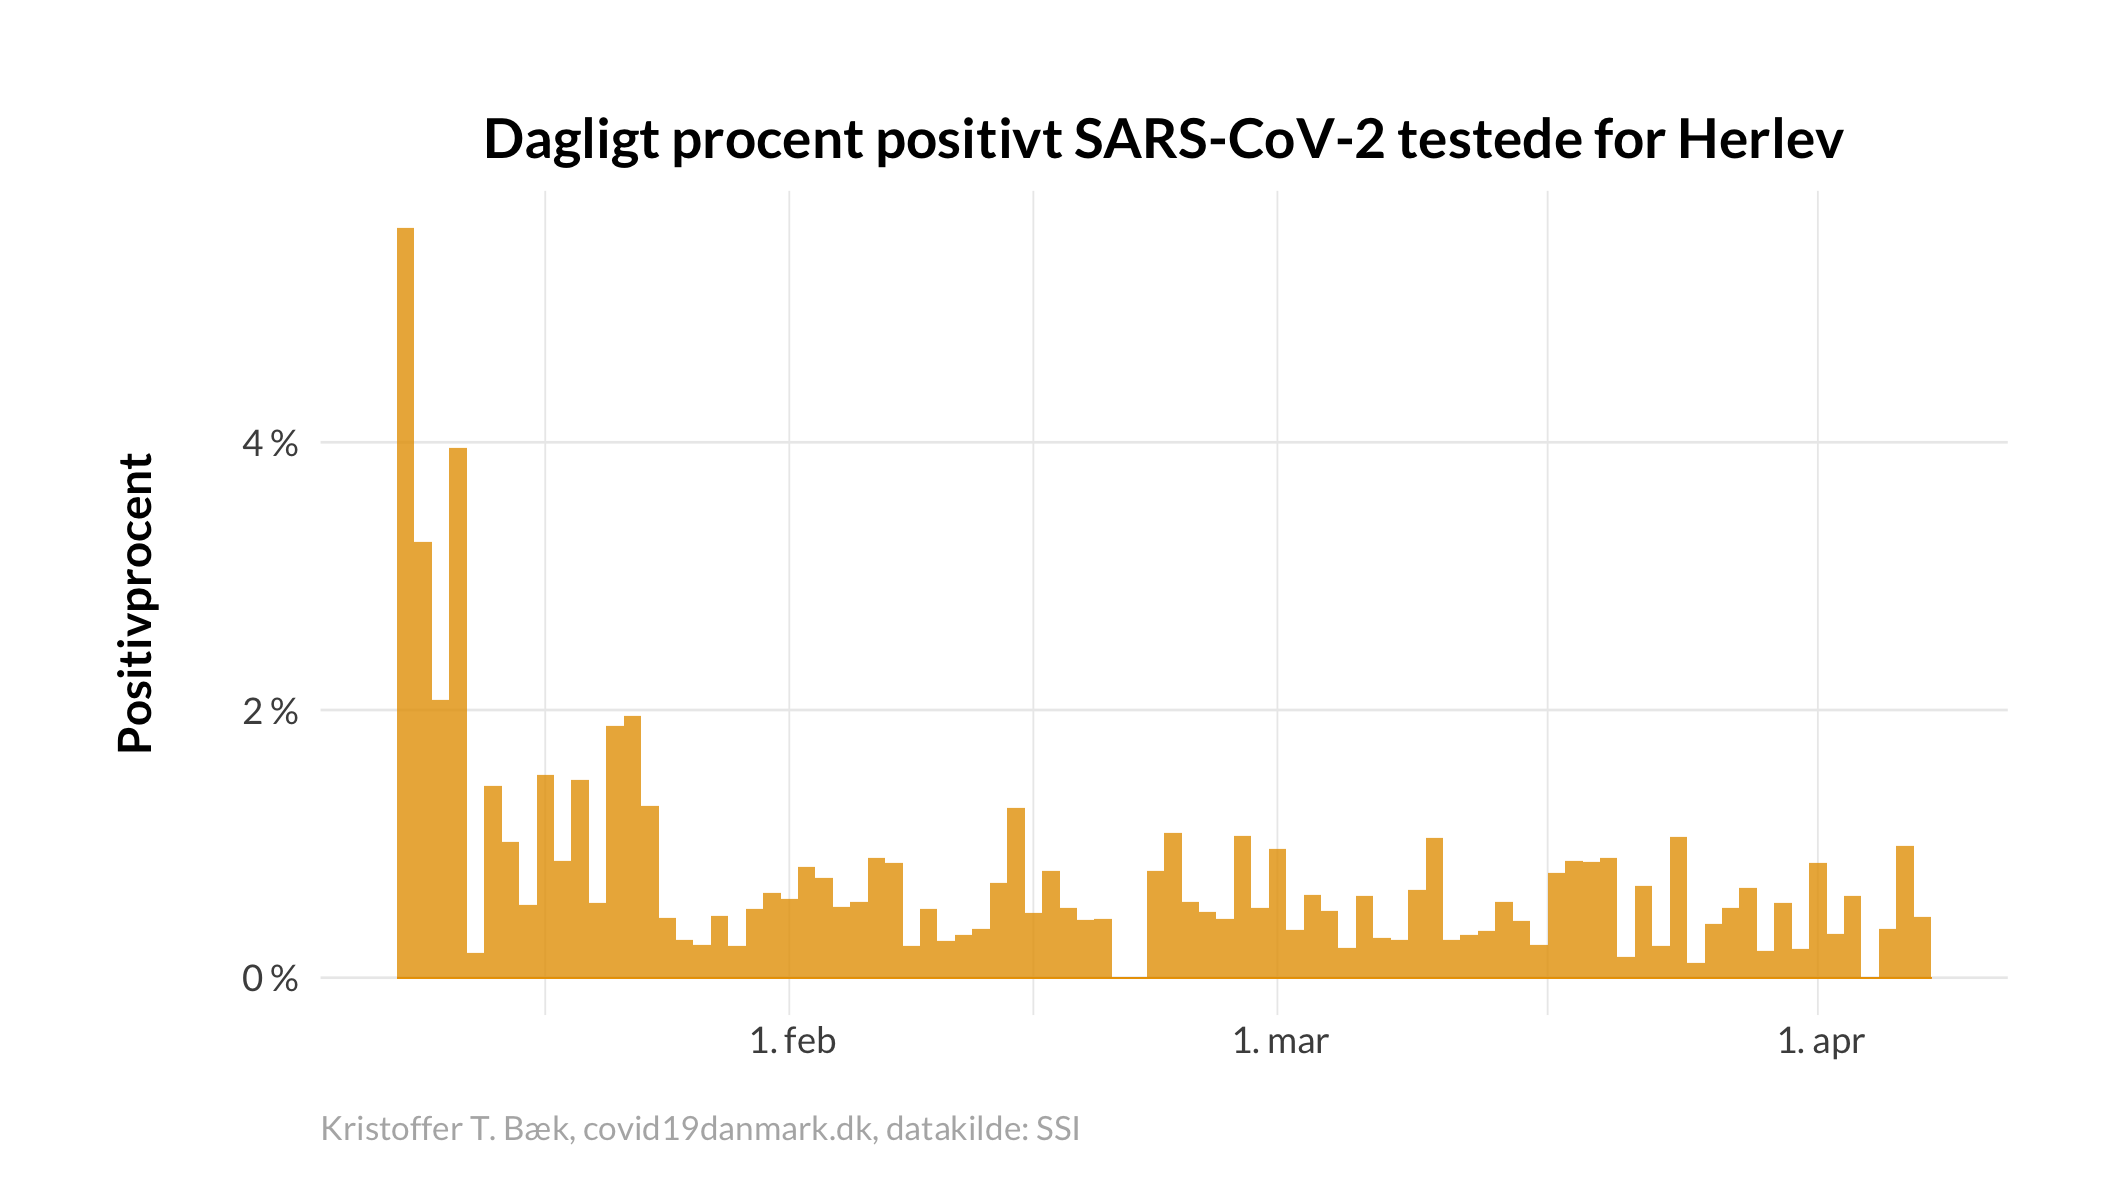 Dagligt procent positivt SARS-CoV-2 testede for Herlev
Positivprocent
4 %
2 %
0 %
1. feb
1. mar
1. apr
Kristoffer T. Bæk, covid19danmark.dk, datakilde: SSI